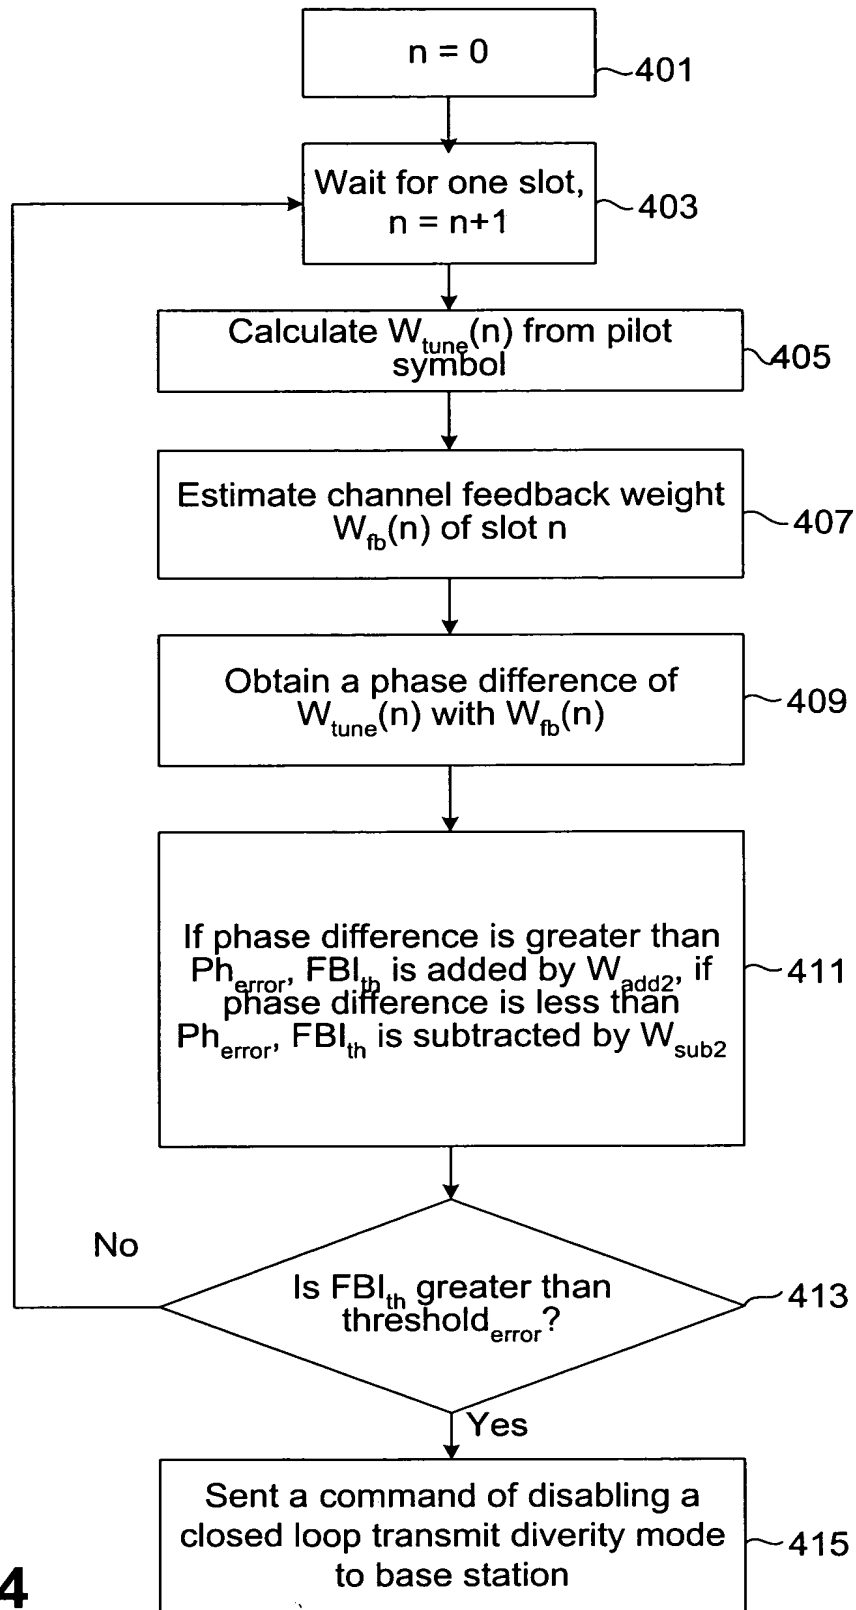 n = 0
401
Wait for one slot,
n = n+1
403
Calculate W_tune(n) from pilot
symbol
405
Estimate channel feedback weight
W_fb(n) of slot n
407
Obtain a phase difference of
W_tune(n) with W_fb(n)
409
If phase difference is greater than
Ph_error, FBI_th is added by W_add2, if
phase difference is less than
Ph_error, FBI_th is subtracted by W_sub2
411
No
Is FBI_th greater than
threshold_error?
413
Yes
Sent a command of disabling a
closed loop transmit diverity mode
to base station
415
4